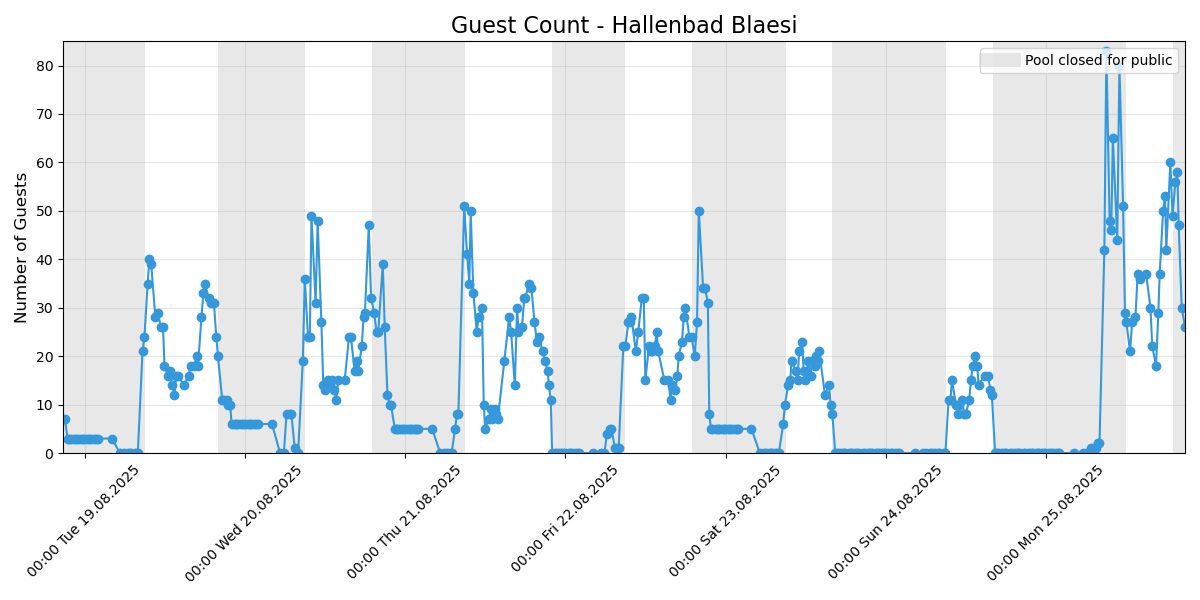 Guest Count - Hallenbad Blaesi
Pool closed for public
Number of Guests
80
70
60
50
40
30
20
10
0
00:00 Tue 19.08.2025
00:00 Wed 20.08.2025
00:00 Thu 21.08.2025
00:00 Fri 22.08.2025
00:00 Sat 23.08.2025
00:00 Sun 24.08.2025
00:00 Mon 25.08.2025